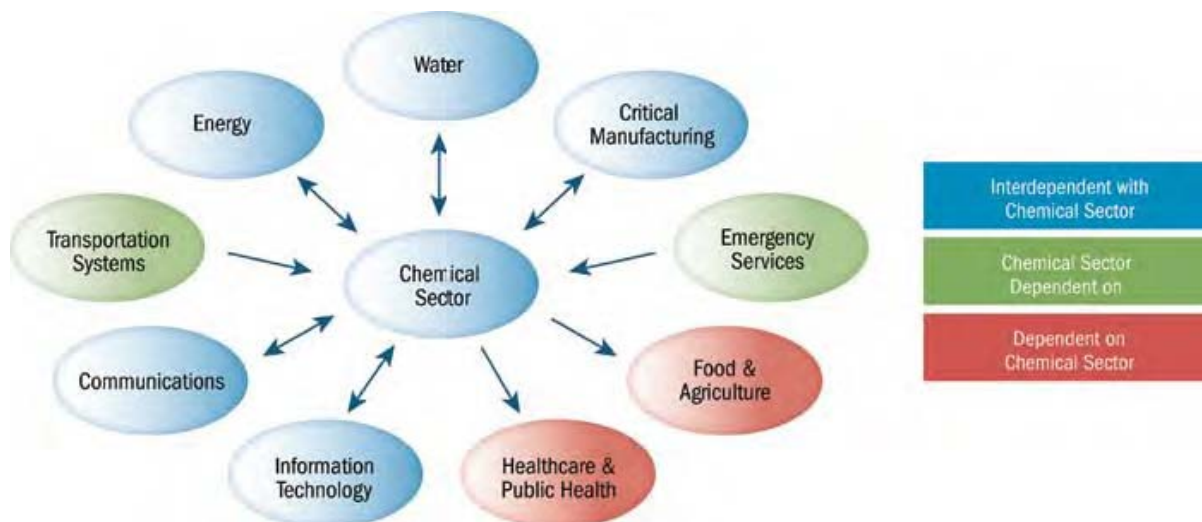 Water
Energy
Critical
Manufacturing
Transportation
Systems
Chemical
Sector
Emergency
Services
Communications
Food &
Agriculture
Information
Technology
Healthcare &
Public Health
Interdependent with
Chemical Sector
Chemical Sector
Dependent on
Dependent on
Chemical Sector